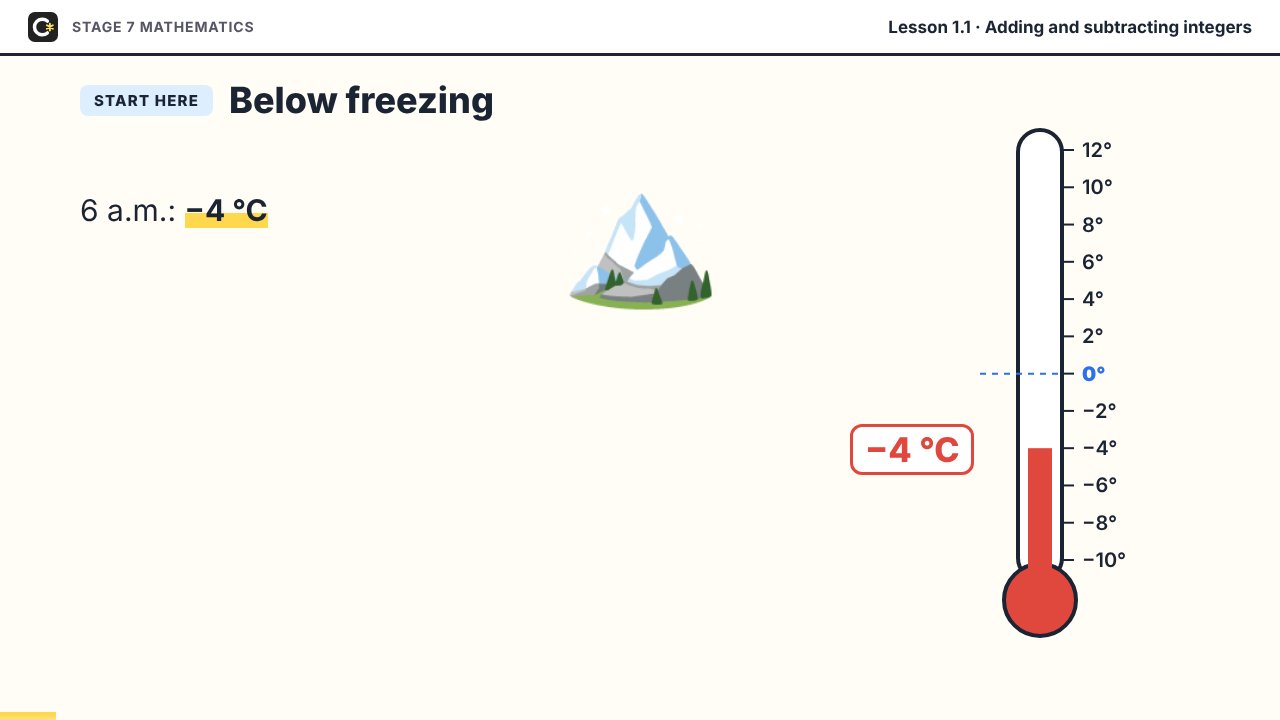 STAGE 7 MATHEMATICS
Lesson 1.1 · Adding and subtracting integers
START HERE
Below freezing
6 a.m.: −4 °C
12°
10°
8°
6°
4°
2°
0°
−2°
−4 °C
−4°
−6°
−8°
−10°